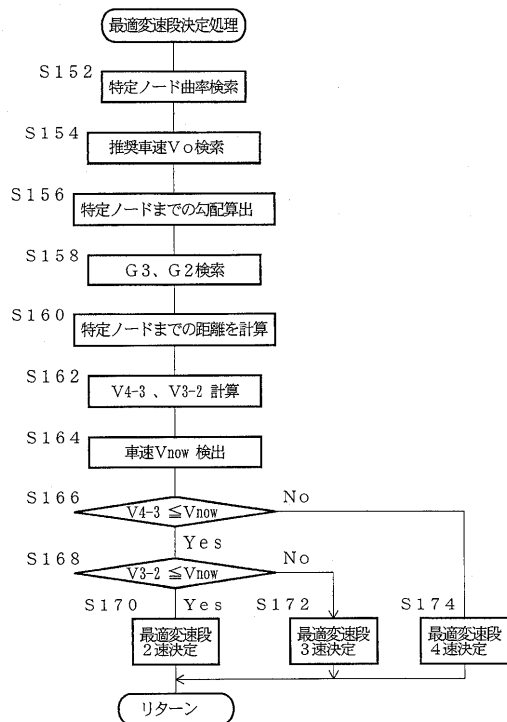 最適変速段決定処理
S152
特定ノード曲率検索
S154
推奨車速Vo検索
S156
特定ノードまでの勾配算出
S158
G3、G2検索
S160
特定ノードまでの距離を計算
S162
V4-3 、V3-2 計算
S164
車速Vnow 検出
S166
V4-3 ≦Vnow
No
Yes
S168
V3-2 ≦Vnow
No
S170
Yes
S172
S174
最適変速段
2速決定
最適変速段
3速決定
最適変速段
4速決定
リターン